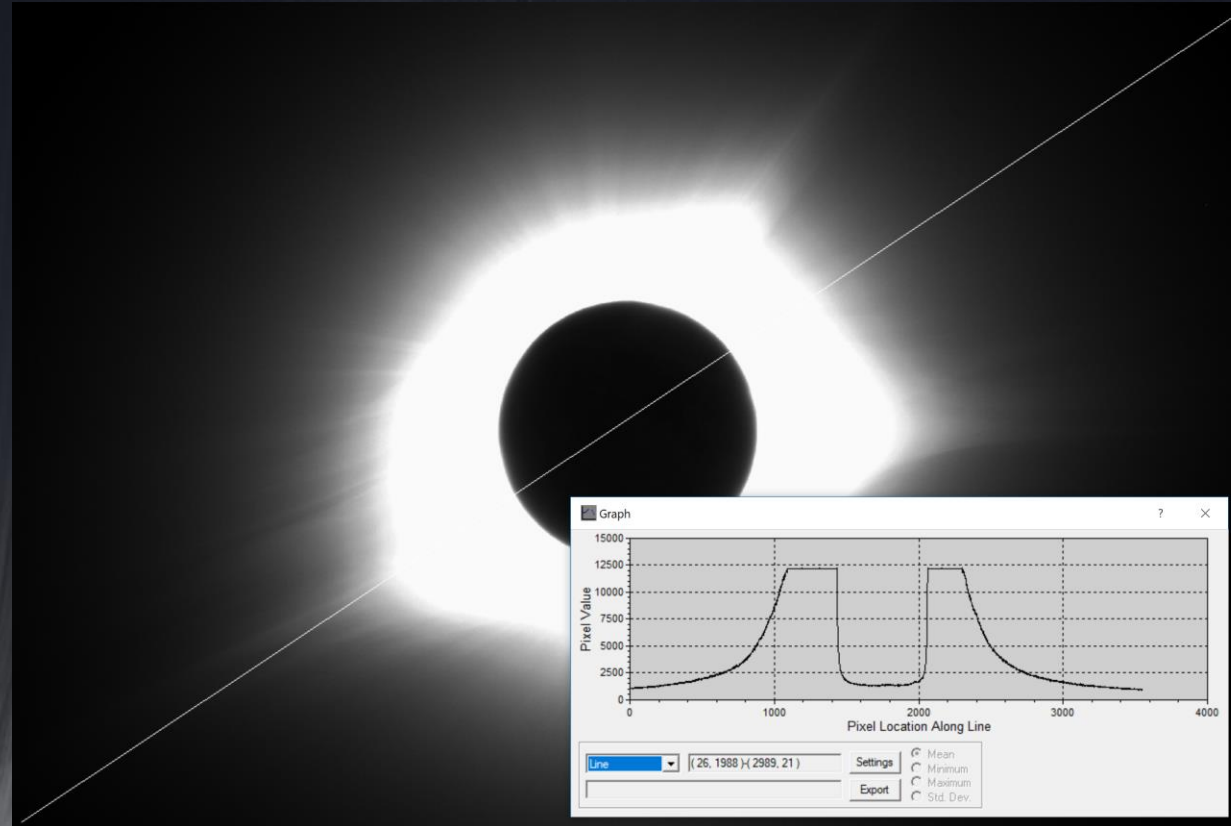 Graph
?
×
15000
12500
10000
7500
5000
2500
0
Pixel Value
0 1000 2000 3000 4000
Pixel Location Along Line
Line
( 26, 1988 )-( 2989, 21 )
Settings
Export
Mean
Minimum
Maximum
Std. Dev.